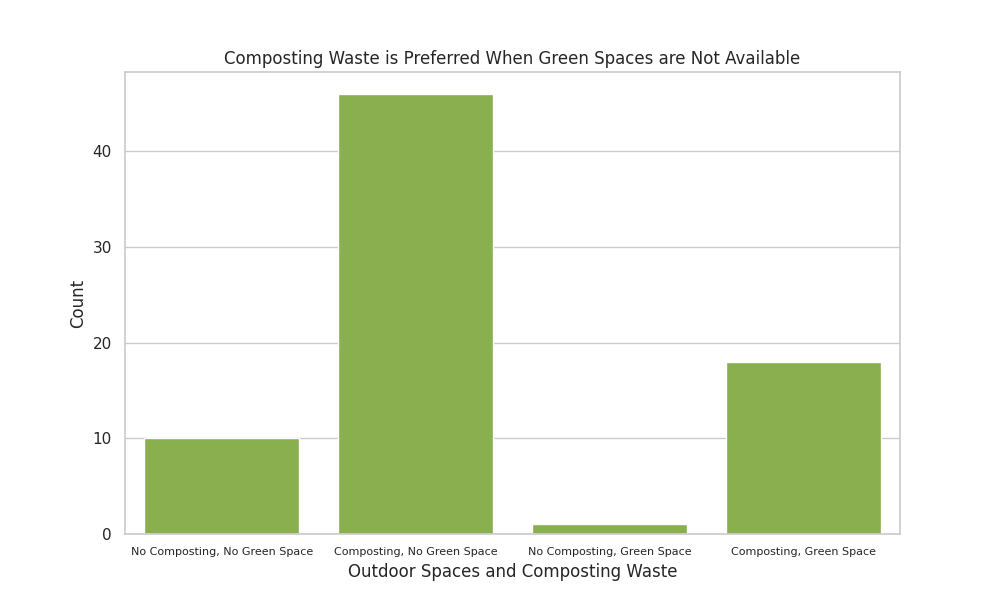 Composting Waste is Preferred When Green Spaces are Not Available
Count
40
30
20
10
0
No Composting, No Green Space
Composting, No Green Space
No Composting, Green Space
Composting, Green Space
Outdoor Spaces and Composting Waste